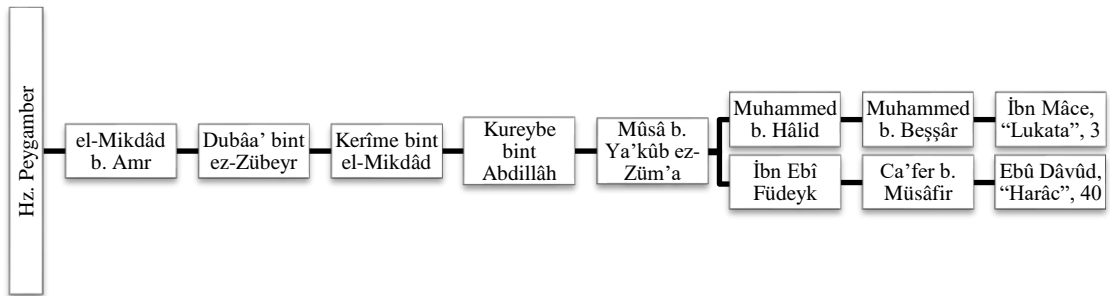 Hz. Peygamber
el-Mikdâd
b. Amr
Dubâa’ bint
ez-Zübeyr
Kerîme bint
el-Mikdâd
Kureybe
bint
Abdillâh
Mûsâ b.
Ya’kûb ez-
Züm’a
Muhammed
b. Hâlid
Muhammed
b. Beşşâr
İbn Mâce,
“Lukata”, 3
İbn Ebî
Füdeyk
Ca’fer b.
Müsâfir
Ebû Dâvûd,
“Harâc”, 40